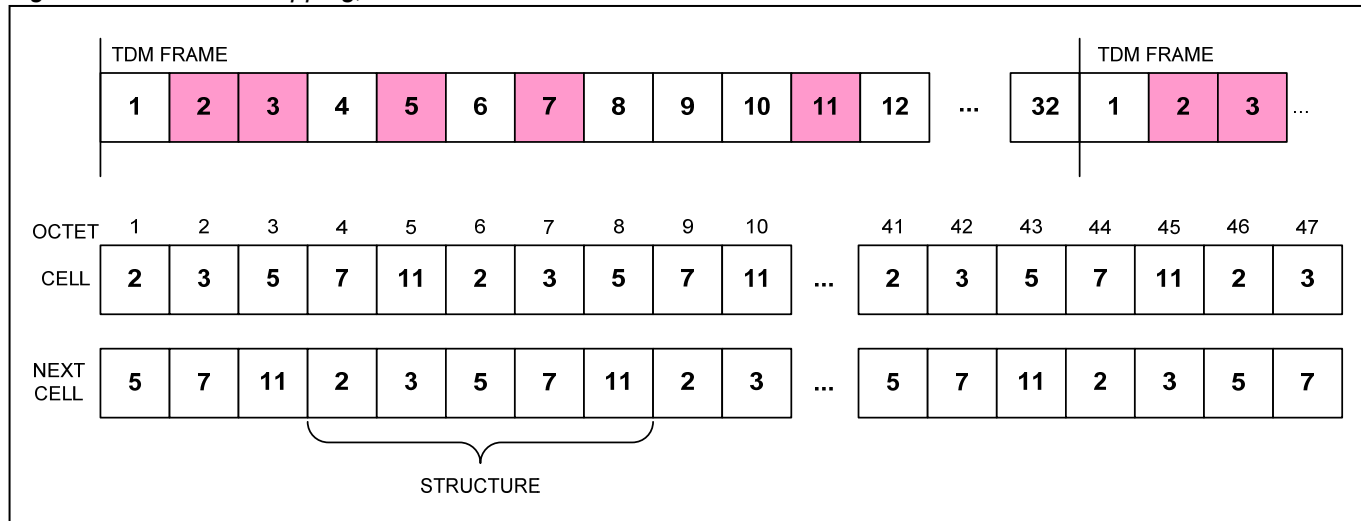 TDM FRAME TDM FRAME
1 2 3 4 5 6 7 8 9 10 11 12 ... 32 1 2 3 ...
OCTET 1 2 3 4 5 6 7 8 9 10 41 42 43 44 45 46 47
CELL 2 3 5 7 11 2 3 5 7 11 ... 2 3 5 7 11 2 3
NEXT CELL 5 7 11 2 3 5 7 11 2 3 ... 5 7 11 2 3 5 7
STRUCTURE